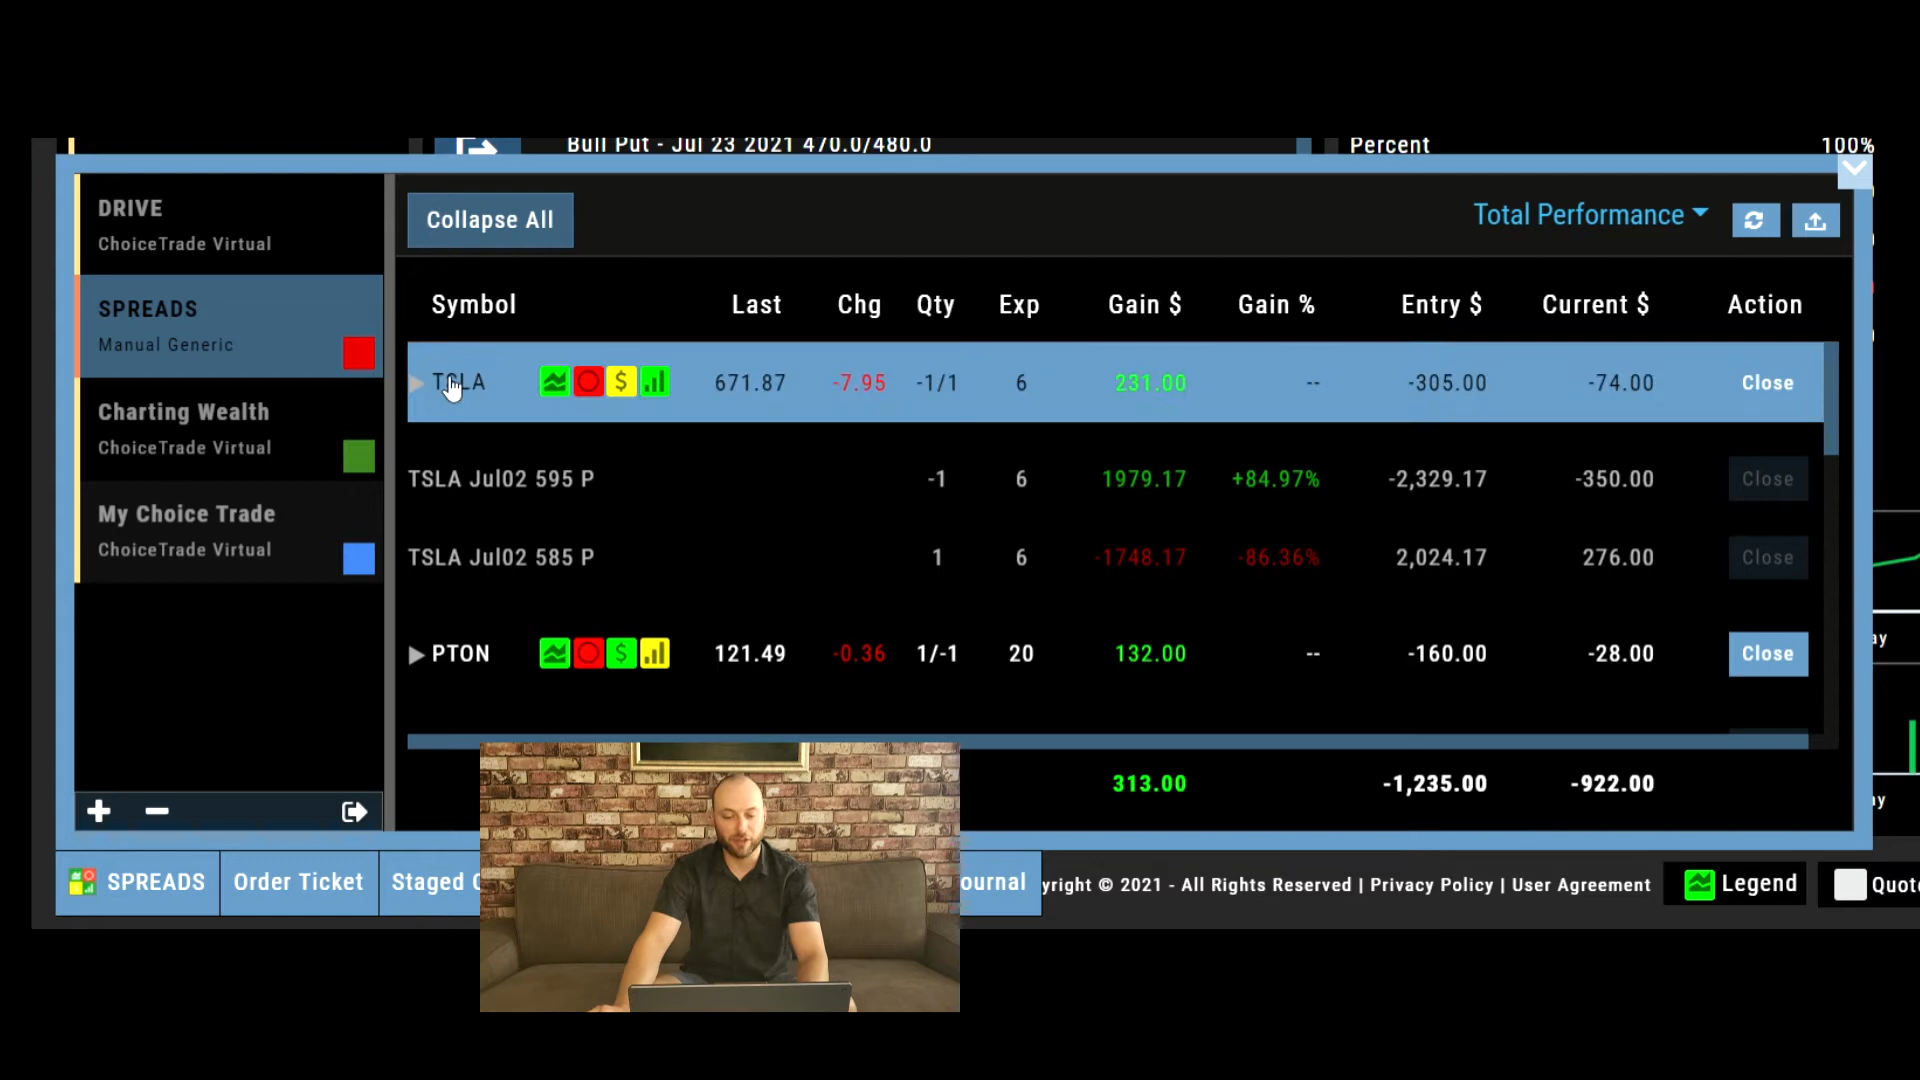 Bull Put - Jul 23 2021 470.0/480.0
Percent 100%
DRIVE
ChoiceTrade Virtual
SPREADS
Manual Generic
Charting Wealth
ChoiceTrade Virtual
My Choice Trade
ChoiceTrade Virtual
Collapse All
Total Performance
Symbol Last Chg Qty Exp Gain $ Gain % Entry $ Current $ Action
TSLA $ 671.87 -7.95 -1/1 6 231.00 -- -305.00 -74.00 Close
TSLA Jul02 595 P -1 6 1979.17 +84.97% -2,329.17 -350.00 Close
TSLA Jul02 585 P 1 6 -1748.17 -86.36% 2,024.17 276.00 Close
PTON $ 121.49 -0.36 1/-1 20 132.00 -- -160.00 -28.00 Close
313.00 -1,235.00 -922.00
SPREADS
Order Ticket
Staged
ournal
yright © 2021 - All Rights Reserved | Privacy Policy | User Agreement
Legend
Quot
ay